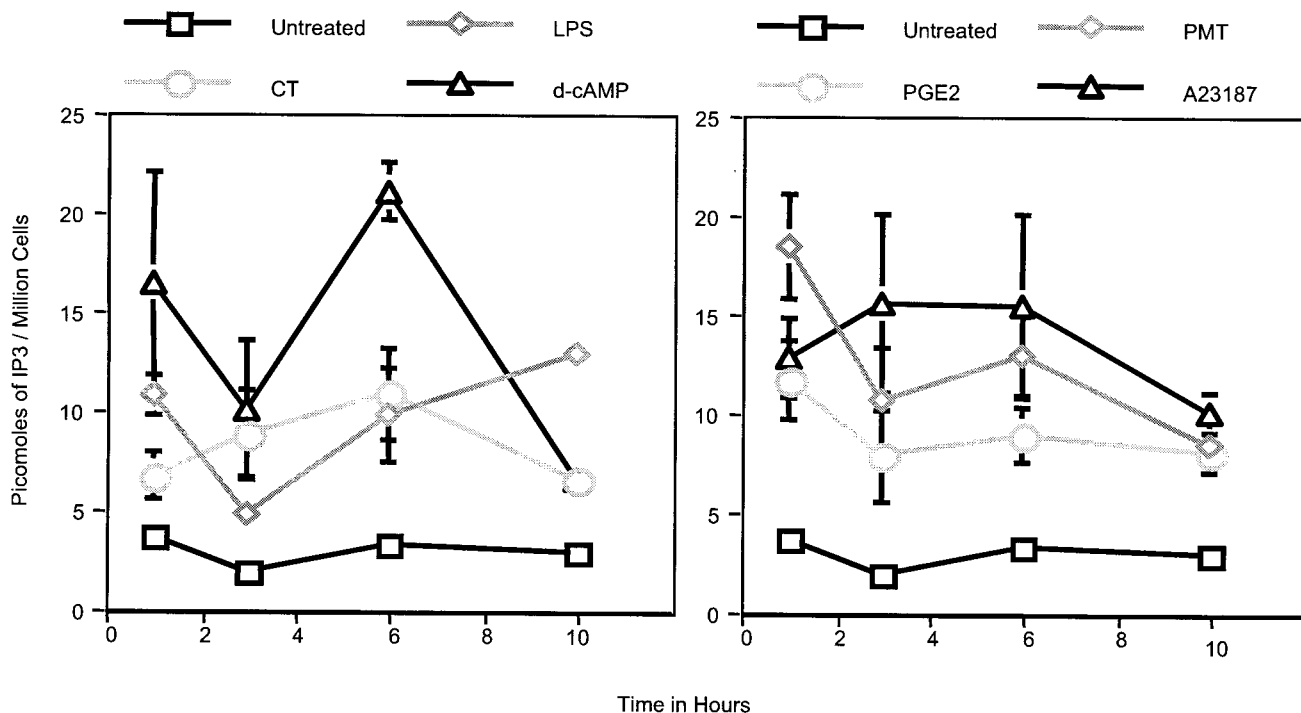 Untreated LPS
CT d-cAMP
Untreated PMT
PGE2 A23187
Picomoles of IP3 / Million Cells
25
20
15
10
5
0
0 2 4 6 8 10
25
20
15
10
5
0
0 2 4 6 8 10
Time in Hours